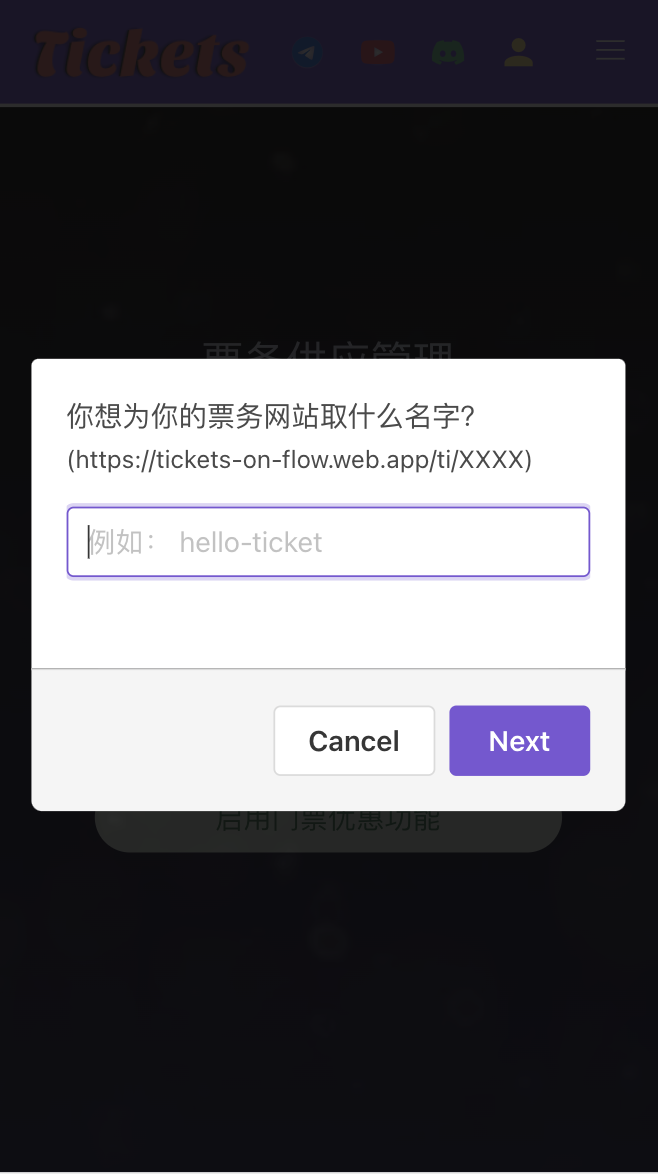 Tickets
票务供应管理
你想为你的票务网站取什么名字?
(https://tickets-on-flow.web.app/ti/XXXX)
例如： hello-ticket
Cancel
Next
启用门票优惠功能